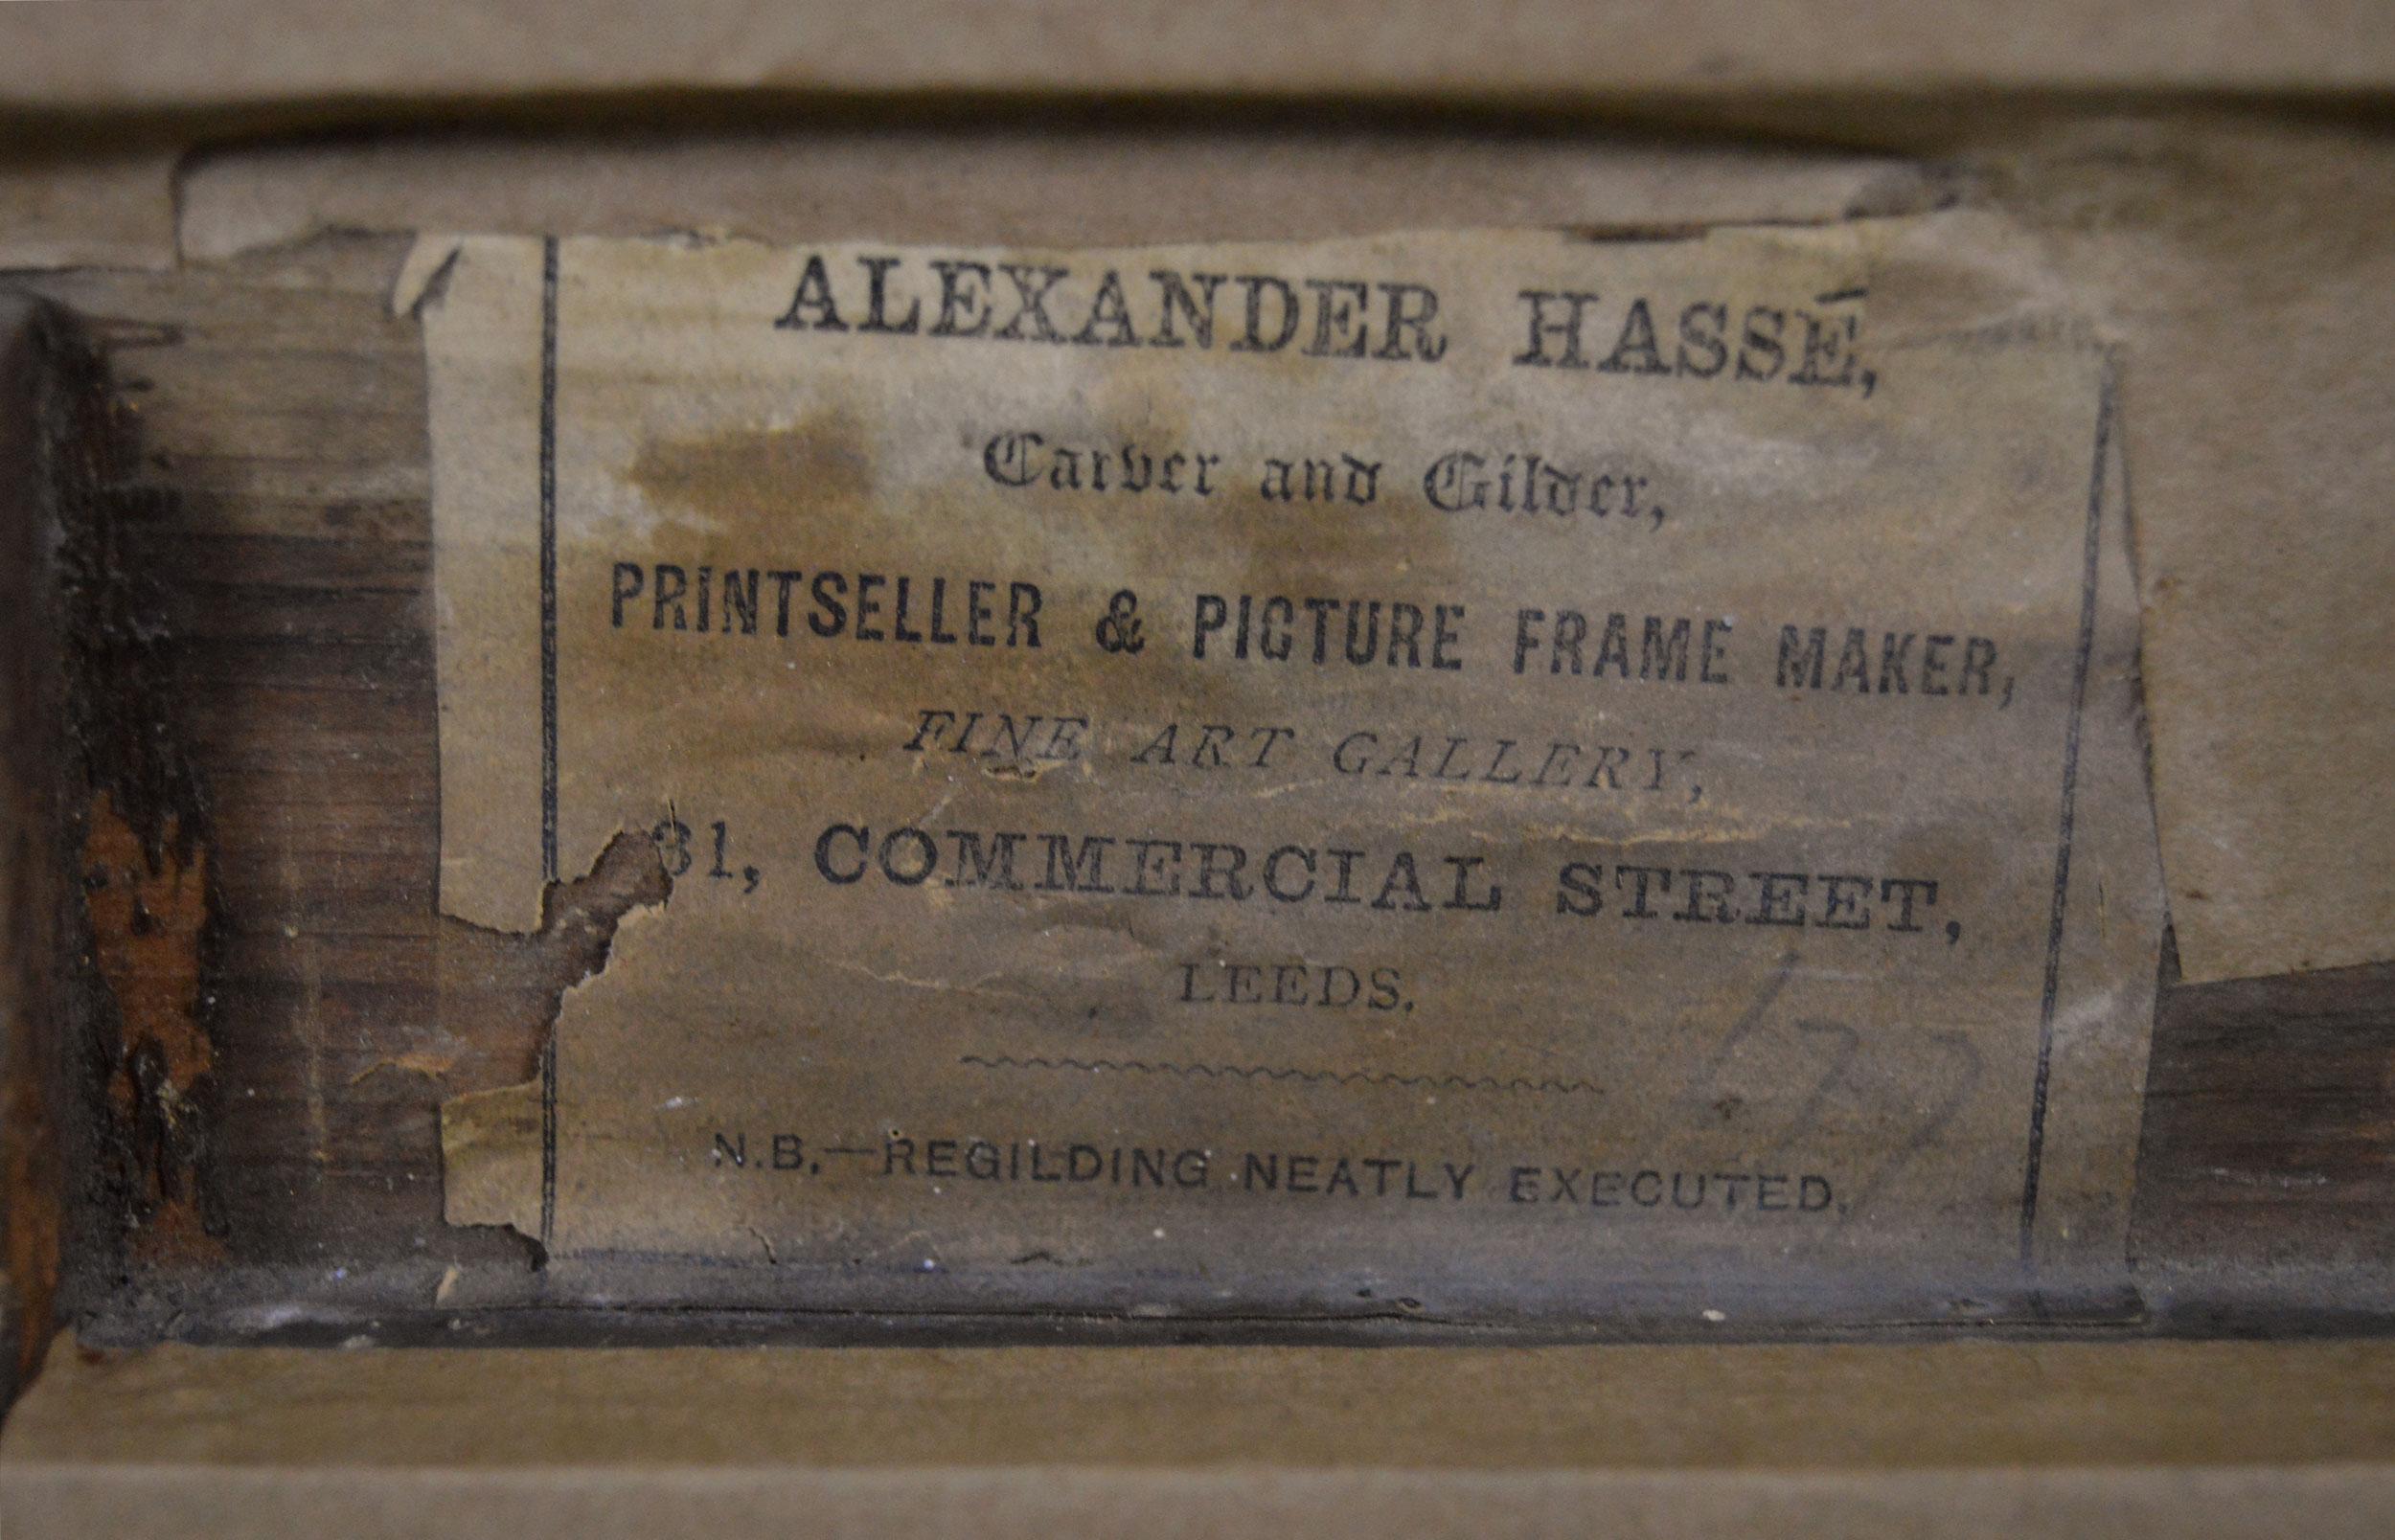 ALEXANDER HASSÉ,
Carver and Gilder,
PRINTSELLER & PICTURE FRAME MAKER,
FINE ART GALLERY,
31, COMMERCIAL STREET,
LEEDS.
N.B.—REGILDING NEATLY EXECUTED.